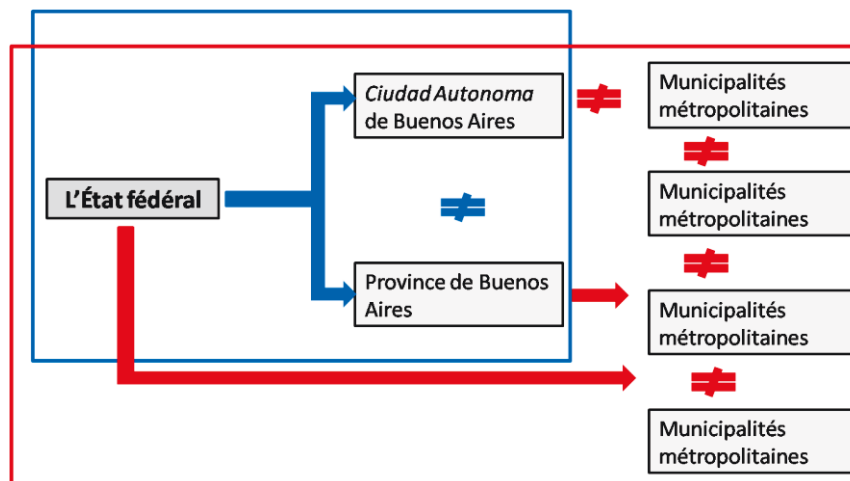 Ciudad Autonoma
de Buenos Aires
Municipalités
métropolitaines
L'État fédéral
Municipalités
métropolitaines
Province de Buenos
Aires
Municipalités
métropolitaines
Municipalités
métropolitaines